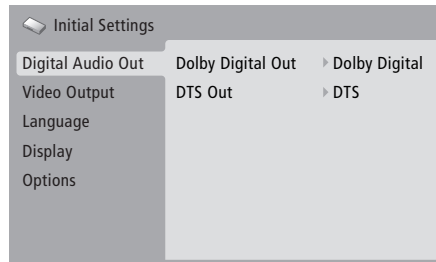 Initial Settings
Digital Audio Out Dolby Digital Out Dolby Digital
Video Output DTS Out DTS
Language
Display
Options